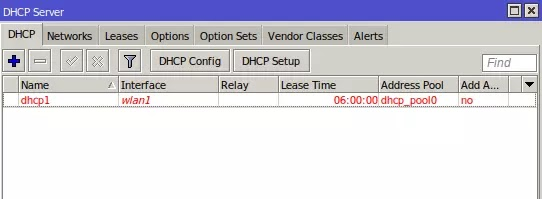 DHCP Server
DHCP Networks Leases Options Option Sets Vendor Classes Alerts
DHCP Config DHCP Setup Find
Name Interface Relay Lease Time Address Pool Add A...
dhcp1 wlan1 06:00:00 dhcp_pool0 no